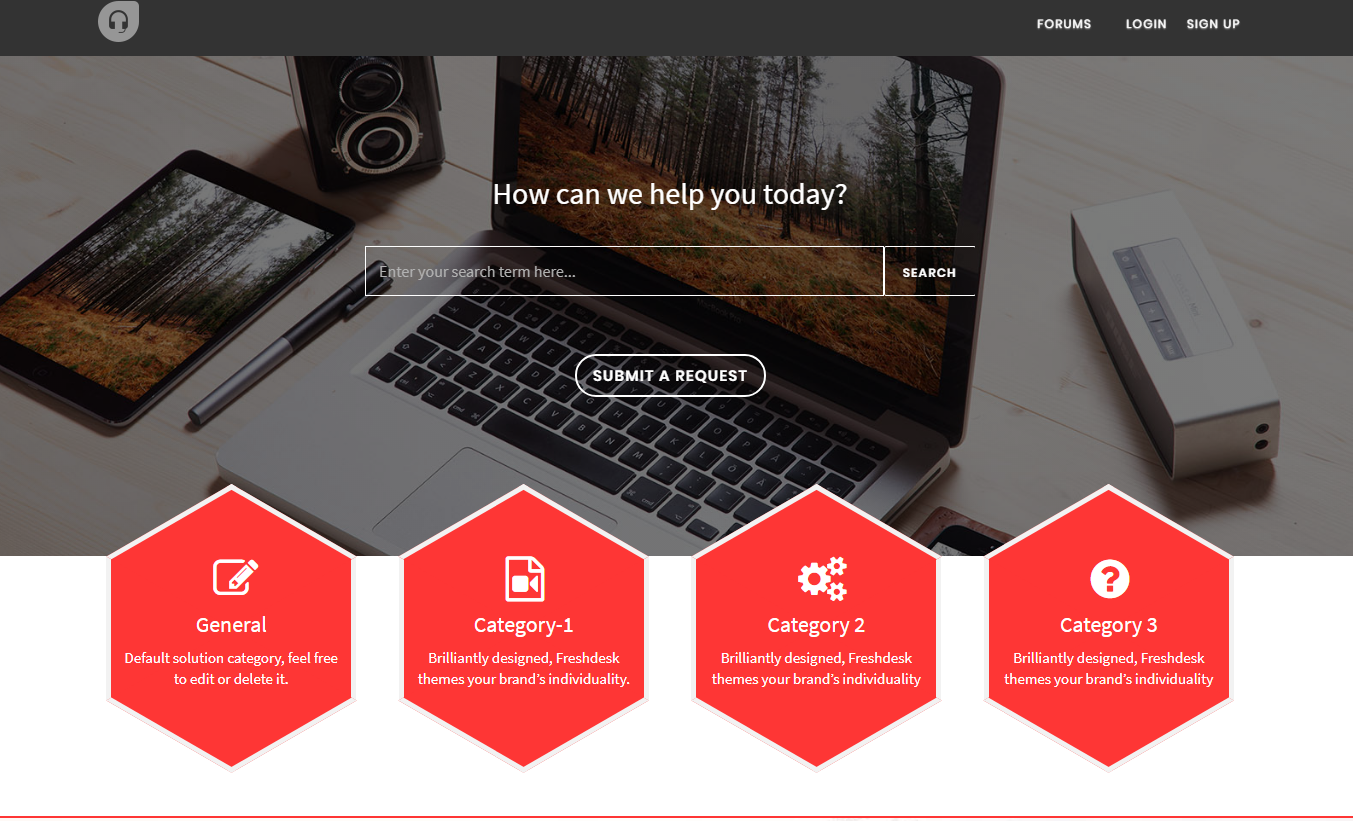 FORUMS LOGIN SIGN UP
How can we help you today?
Enter your search term here...
SEARCH
SUBMIT A REQUEST
General
Default solution category, feel free
to edit or delete it.
Category-1
Brilliantly designed, Freshdesk
themes your brand’s individuality.
Category 2
Brilliantly designed, Freshdesk
themes your brand’s individuality
Category 3
Brilliantly designed, Freshdesk
themes your brand’s individuality